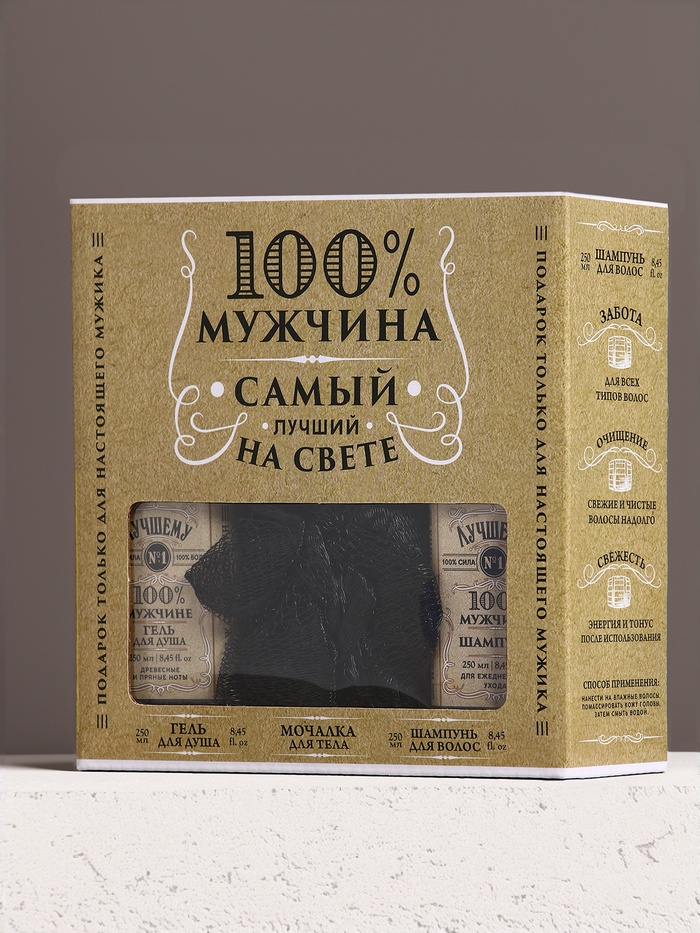 100%
МУЖЧИНА
САМЫЙ
ЛУЧШИЙ
НА СВЕТЕ
ПОДАРОК ТОЛЬКО ДЛЯ НАСТОЯЩЕГО МУЖИКА
ПОДАРОК ТОЛЬКО ДЛЯ НАСТОЯЩЕГО МУЖИКА
ЛУЧШЕМУ
№1
100%
МУЖЧИНЕ
ГЕЛЬ
ДЛЯ ДУША
250 мл | 8,45 fl. oz
ДРЕВЕСНЫЕ
И ПРЯНЫЕ НОТЫ
100% СИЛА №1
250 мл
ДЛЯ ЕЖЕДНЕ
УХОДА
250 мл ГЕЛЬ ДЛЯ ДУША 8,45 fl. oz
МОЧАЛКА
ДЛЯ ТЕЛА
250 мл ШАМПУНЬ ДЛЯ ВОЛОС 8,45 fl. oz
250 мл ШАМПУНЬ ДЛЯ ВОЛОС 8,45 fl. oz
ЗАБОТА
ДЛЯ ВСЕХ
ТИПОВ ВОЛОС
ОЧИЩЕНИЕ
СВЕЖИЕ И ЧИСТЫЕ
ВОЛОСЫ НАДОЛГО
СВЕЖЕСТЬ
ЭНЕРГИЯ И ТОНУС
ПОСЛЕ ИСПОЛЬЗОВАНИЯ
СПОСОБ ПРИМЕНЕНИЯ:
НАНЕСТИ НА ВЛАЖНЫЕ ВОЛОСЫ,
ПОМАССИРОВАТЬ КОЖУ ГОЛОВЫ,
ЗАТЕМ СМЫТЬ ВОДОЙ.